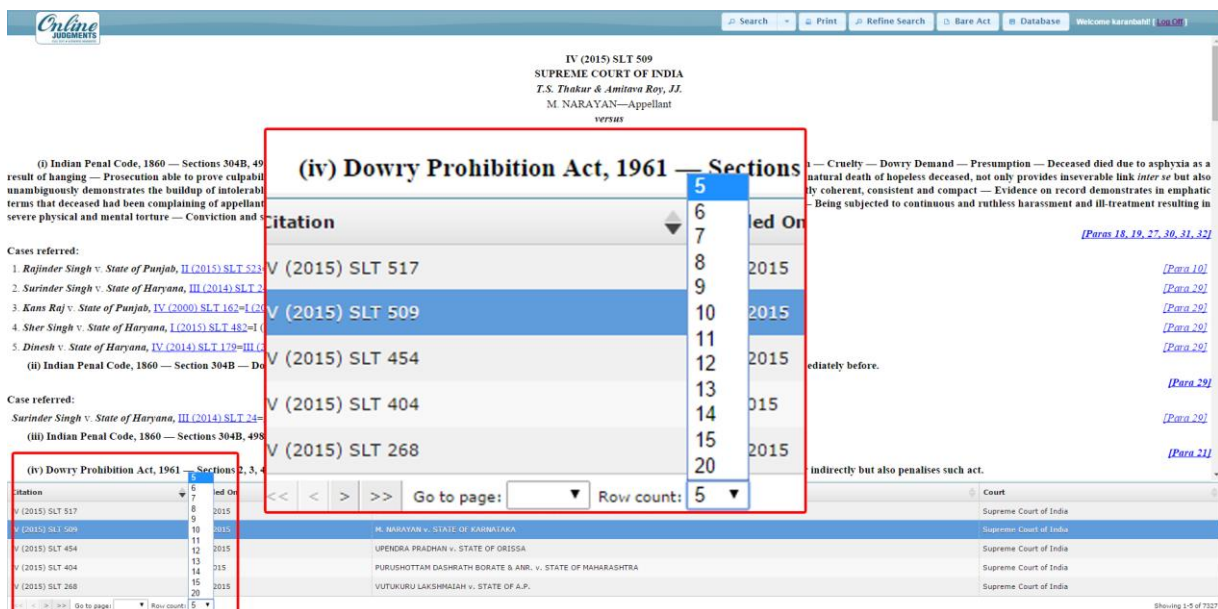 Online
JUDGMENTS
Search
Print
Refine Search
Bare Act
Database
Welcome karanbahl! [ Log Off ]
IV (2015) SLT 509
SUPREME COURT OF INDIA
T.S. Thakur & Amitava Roy, JJ.
M. NARAYAN—Appellant
versus
(i) Indian Penal Code, 1860 — Sections 304B, 49 — Cruelty — Dowry Demand — Presumption — Deceased died due to asphyxia as a
result of hanging — Prosecution able to prove culpabil natural death of hopeless deceased, not only provides inseverable link inter se but also
unambiguously demonstrates the buildup of intolerabl tly coherent, consistent and compact — Evidence on record demonstrates in emphatic
terms that deceased had been complaining of appellant – Being subjected to continuous and ruthless harassment and ill-treatment resulting in
severe physical and mental torture — Conviction and s
[Paras 18, 19, 27, 30, 31, 32]
Cases referred:
1. Rajinder Singh v. State of Punjab, II (2015) SLT 523 [Para 10]
2. Surinder Singh v. State of Haryana, III (2014) SLT 2 [Para 29]
3. Kans Raj v. State of Punjab, IV (2000) SLT 162=I (20 [Para 29]
4. Sher Singh v. State of Haryana, I (2015) SLT 482=I ( [Para 29]
5. Dinesh v. State of Haryana, IV (2014) SLT 179=III (2 [Para 29]
(ii) Indian Penal Code, 1860 — Section 304B — Do ediately before.
[Para 29]
Case referred:
Surinder Singh v. State of Haryana, III (2014) SLT 24= [Para 29]
(iii) Indian Penal Code, 1860 — Sections 304B, 498
[Para 21]
(iv) Dowry Prohibition Act, 1961 — Sections 2, 3, 4 r indirectly but also penalises such act.
(iv) Dowry Prohibition Act, 1961 — Sections
Citation led On
V (2015) SLT 517 2015
V (2015) SLT 509 2015
V (2015) SLT 454 2015
V (2015) SLT 404 015
V (2015) SLT 268 2015
5
6
7
8
9
10
11
12
13
14
15
20
<< < > >> Go to page: Row count: 5
Citation led On Court
V (2015) SLT 517 2015 Supreme Court of India
V (2015) SLT 509 2015 M. NARAYAN v. STATE OF KARNATAKA Supreme Court of India
V (2015) SLT 454 2015 UPENDRA PRADHAN v. STATE OF ORISSA Supreme Court of India
V (2015) SLT 404 015 PURUSHOTTAM DASHRATH BORATE & ANR. v. STATE OF MAHARASHTRA Supreme Court of India
V (2015) SLT 268 2015 VUTUKURU LAKSHMAIAH v. STATE OF A.P. Supreme Court of India
5
6
7
8
9
10
11
12
13
14
15
20
<< < > >> Go to page: Row count: 5
Showing 1-5 of 7327